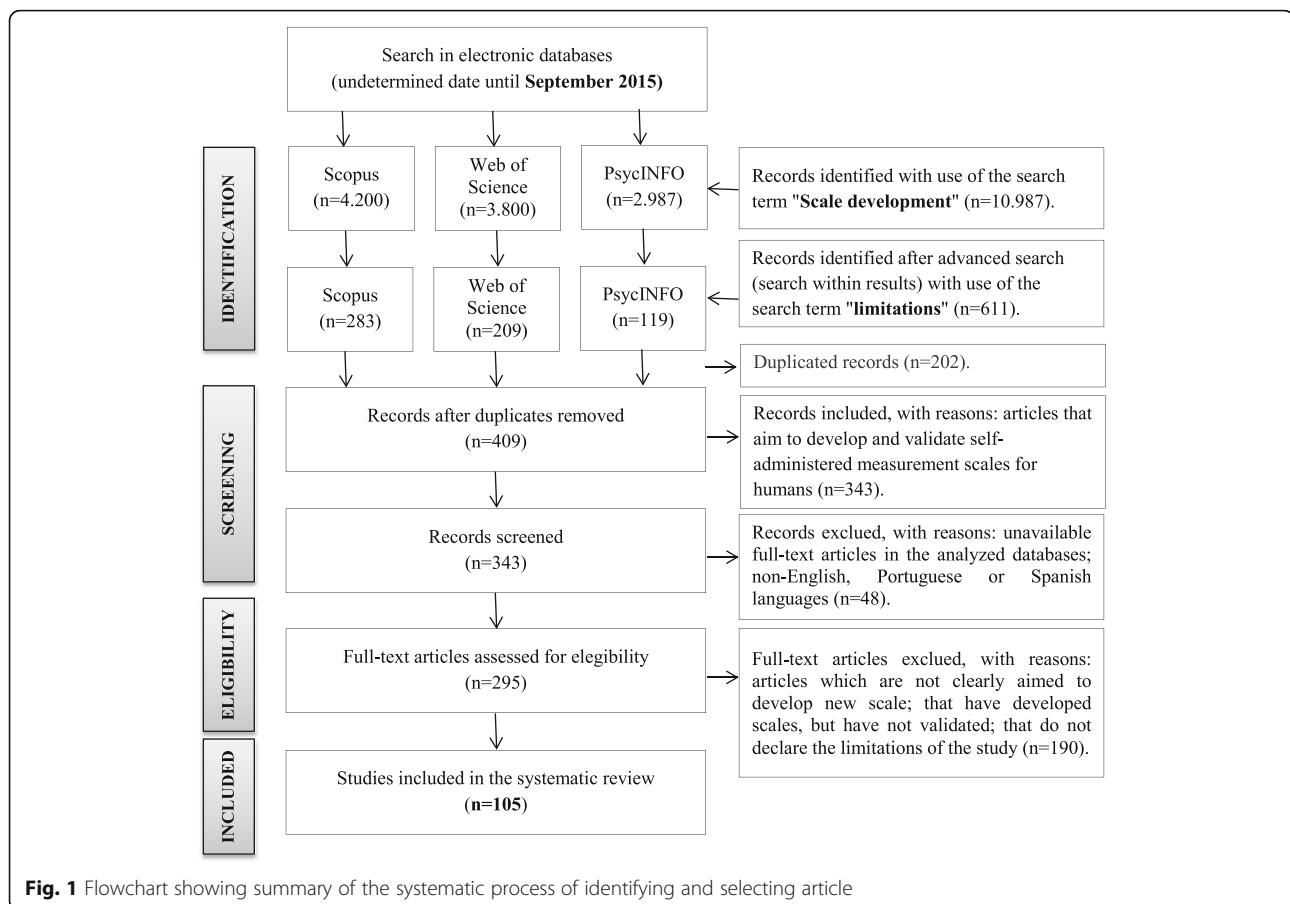 Search in electronic databases
(undetermined date until September 2015)
IDENTIFICATION
Scopus
(n=4.200)
Web of
Science
(n=3.800)
PsycINFO
(n=2.987)
Records identified with use of the search
term "Scale development" (n=10.987).
Scopus
(n=283)
Web of
Science
(n=209)
PsycINFO
(n=119)
Records identified after advanced search
(search within results) with use of the
search term "limitations" (n=611).
Duplicated records (n=202).
SCREENING
Records after duplicates removed
(n=409)
Records included, with reasons: articles that
aim to develop and validate self-
administered measurement scales for
humans (n=343).
Records screened
(n=343)
Records exclued, with reasons: unavailable
full-text articles in the analyzed databases;
non-English, Portuguese or Spanish
languages (n=48).
ELIGIBILITY
Full-text articles assessed for elegibility
(n=295)
Full-text articles exclued, with reasons:
articles which are not clearly aimed to
develop new scale; that have developed
scales, but have not validated; that do not
declare the limitations of the study (n=190).
INCLUDED
Studies included in the systematic review
(n=105)
Fig. 1 Flowchart showing summary of the systematic process of identifying and selecting article